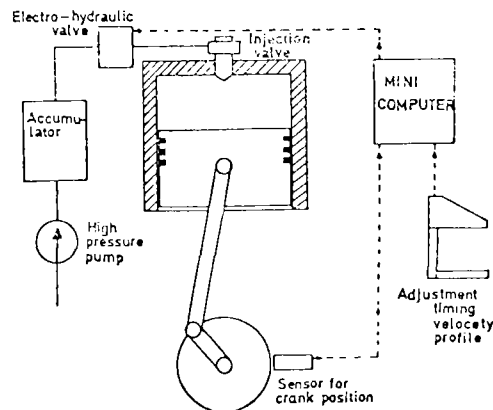 Electro-hydraulic
valve
Injection
valve
MINI
COMPUTER
Accumu-
lator
High
pressure
pump
Adjustment
timing
velocety
profile
Sensor for
crank position